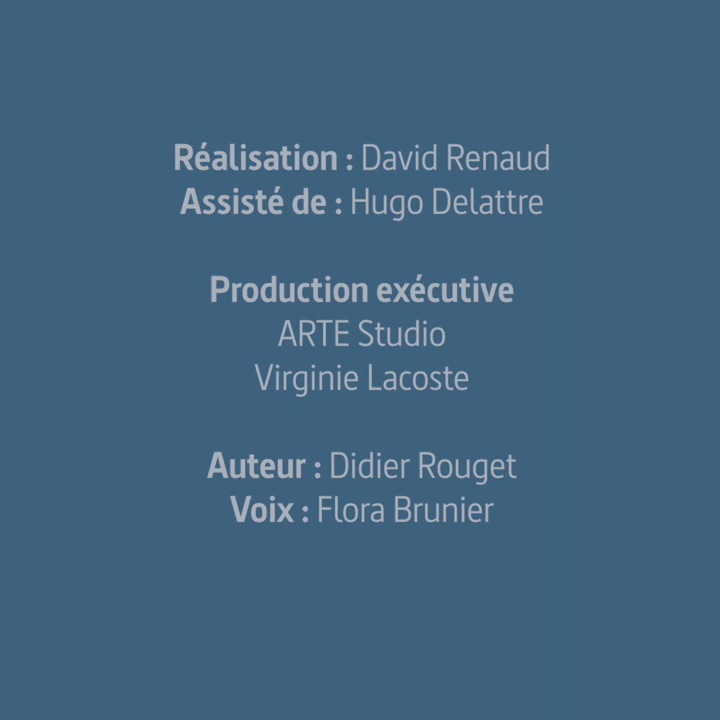 Réalisation : David Renaud
Assisté de : Hugo Delattre
Production exécutive
ARTE Studio
Virginie Lacoste
Auteur : Didier Rouget
Voix : Flora Brunier